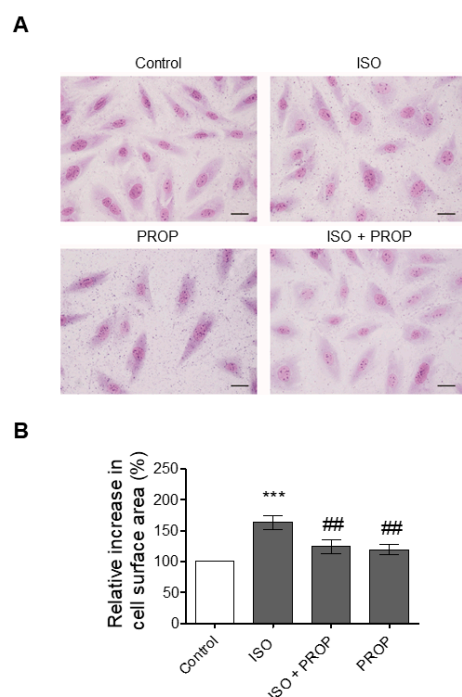 A
Control
ISO
PROP
ISO + PROP
B
Relative increase in
cell surface area (%)
250
200
150
100
50
0
***
##
##
Control
ISO
ISO + PROP
PROP